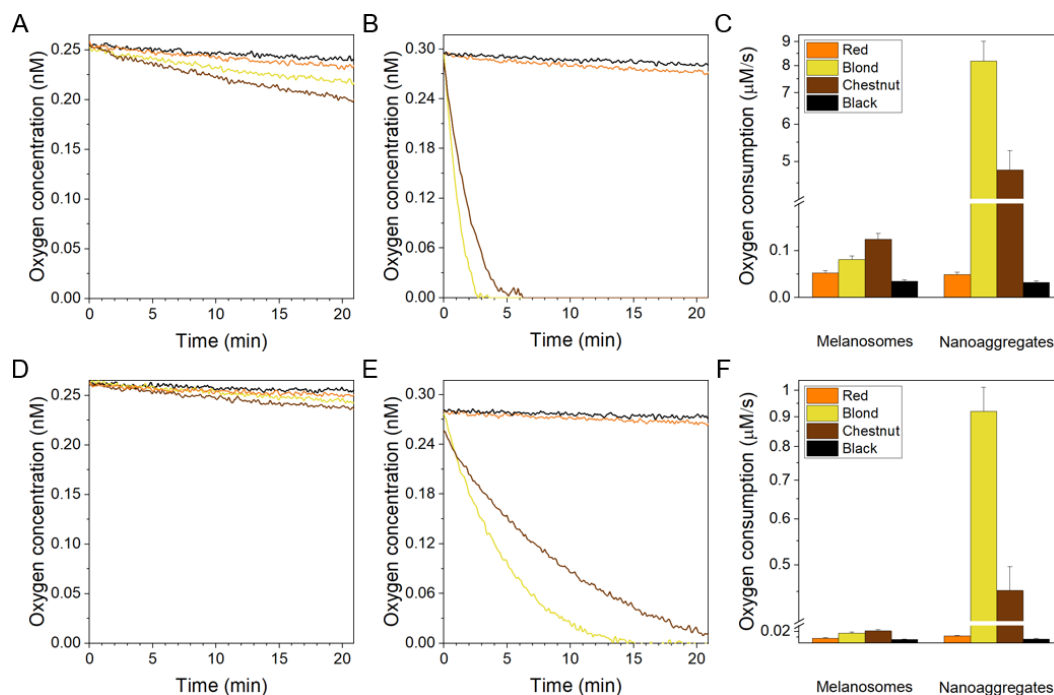 A
B
C
Oxygen concentration (nM)
0.25
0.20
0.15
0.10
0.05
0.00
0 5 10 15 20
Time (min)
Oxygen concentration (nM)
0.30
0.24
0.18
0.12
0.06
0.00
0 5 10 15 20
Time (min)
Oxygen consumption (μM/s)
9
8
7
6
5
0.1
0.0
Red
Blond
Chestnut
Black
Melanosomes Nanoaggregates
D
E
F
Oxygen concentration (nM)
0.25
0.20
0.15
0.10
0.05
0.00
0 5 10 15 20
Time (min)
Oxygen concentration (nM)
0.30
0.24
0.18
0.12
0.06
0.00
0 5 10 15 20
Time (min)
Oxygen consumption (μM/s)
1
0.9
0.8
0.5
0.02
Red
Blond
Chestnut
Black
Melanosomes Nanoaggregates